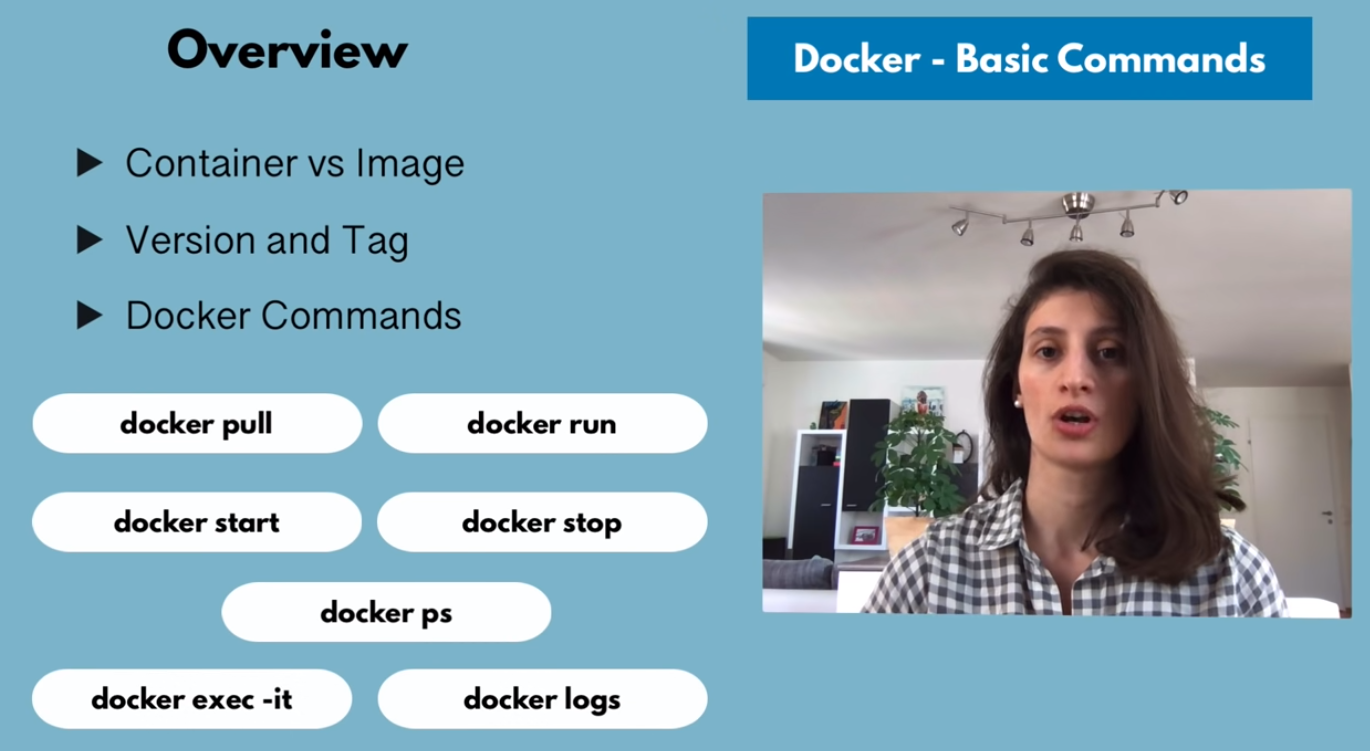 Overview
Docker - Basic Commands
Container vs Image
Version and Tag
Docker Commands
docker pull
docker run
docker start
docker stop
docker ps
docker exec -it
docker logs